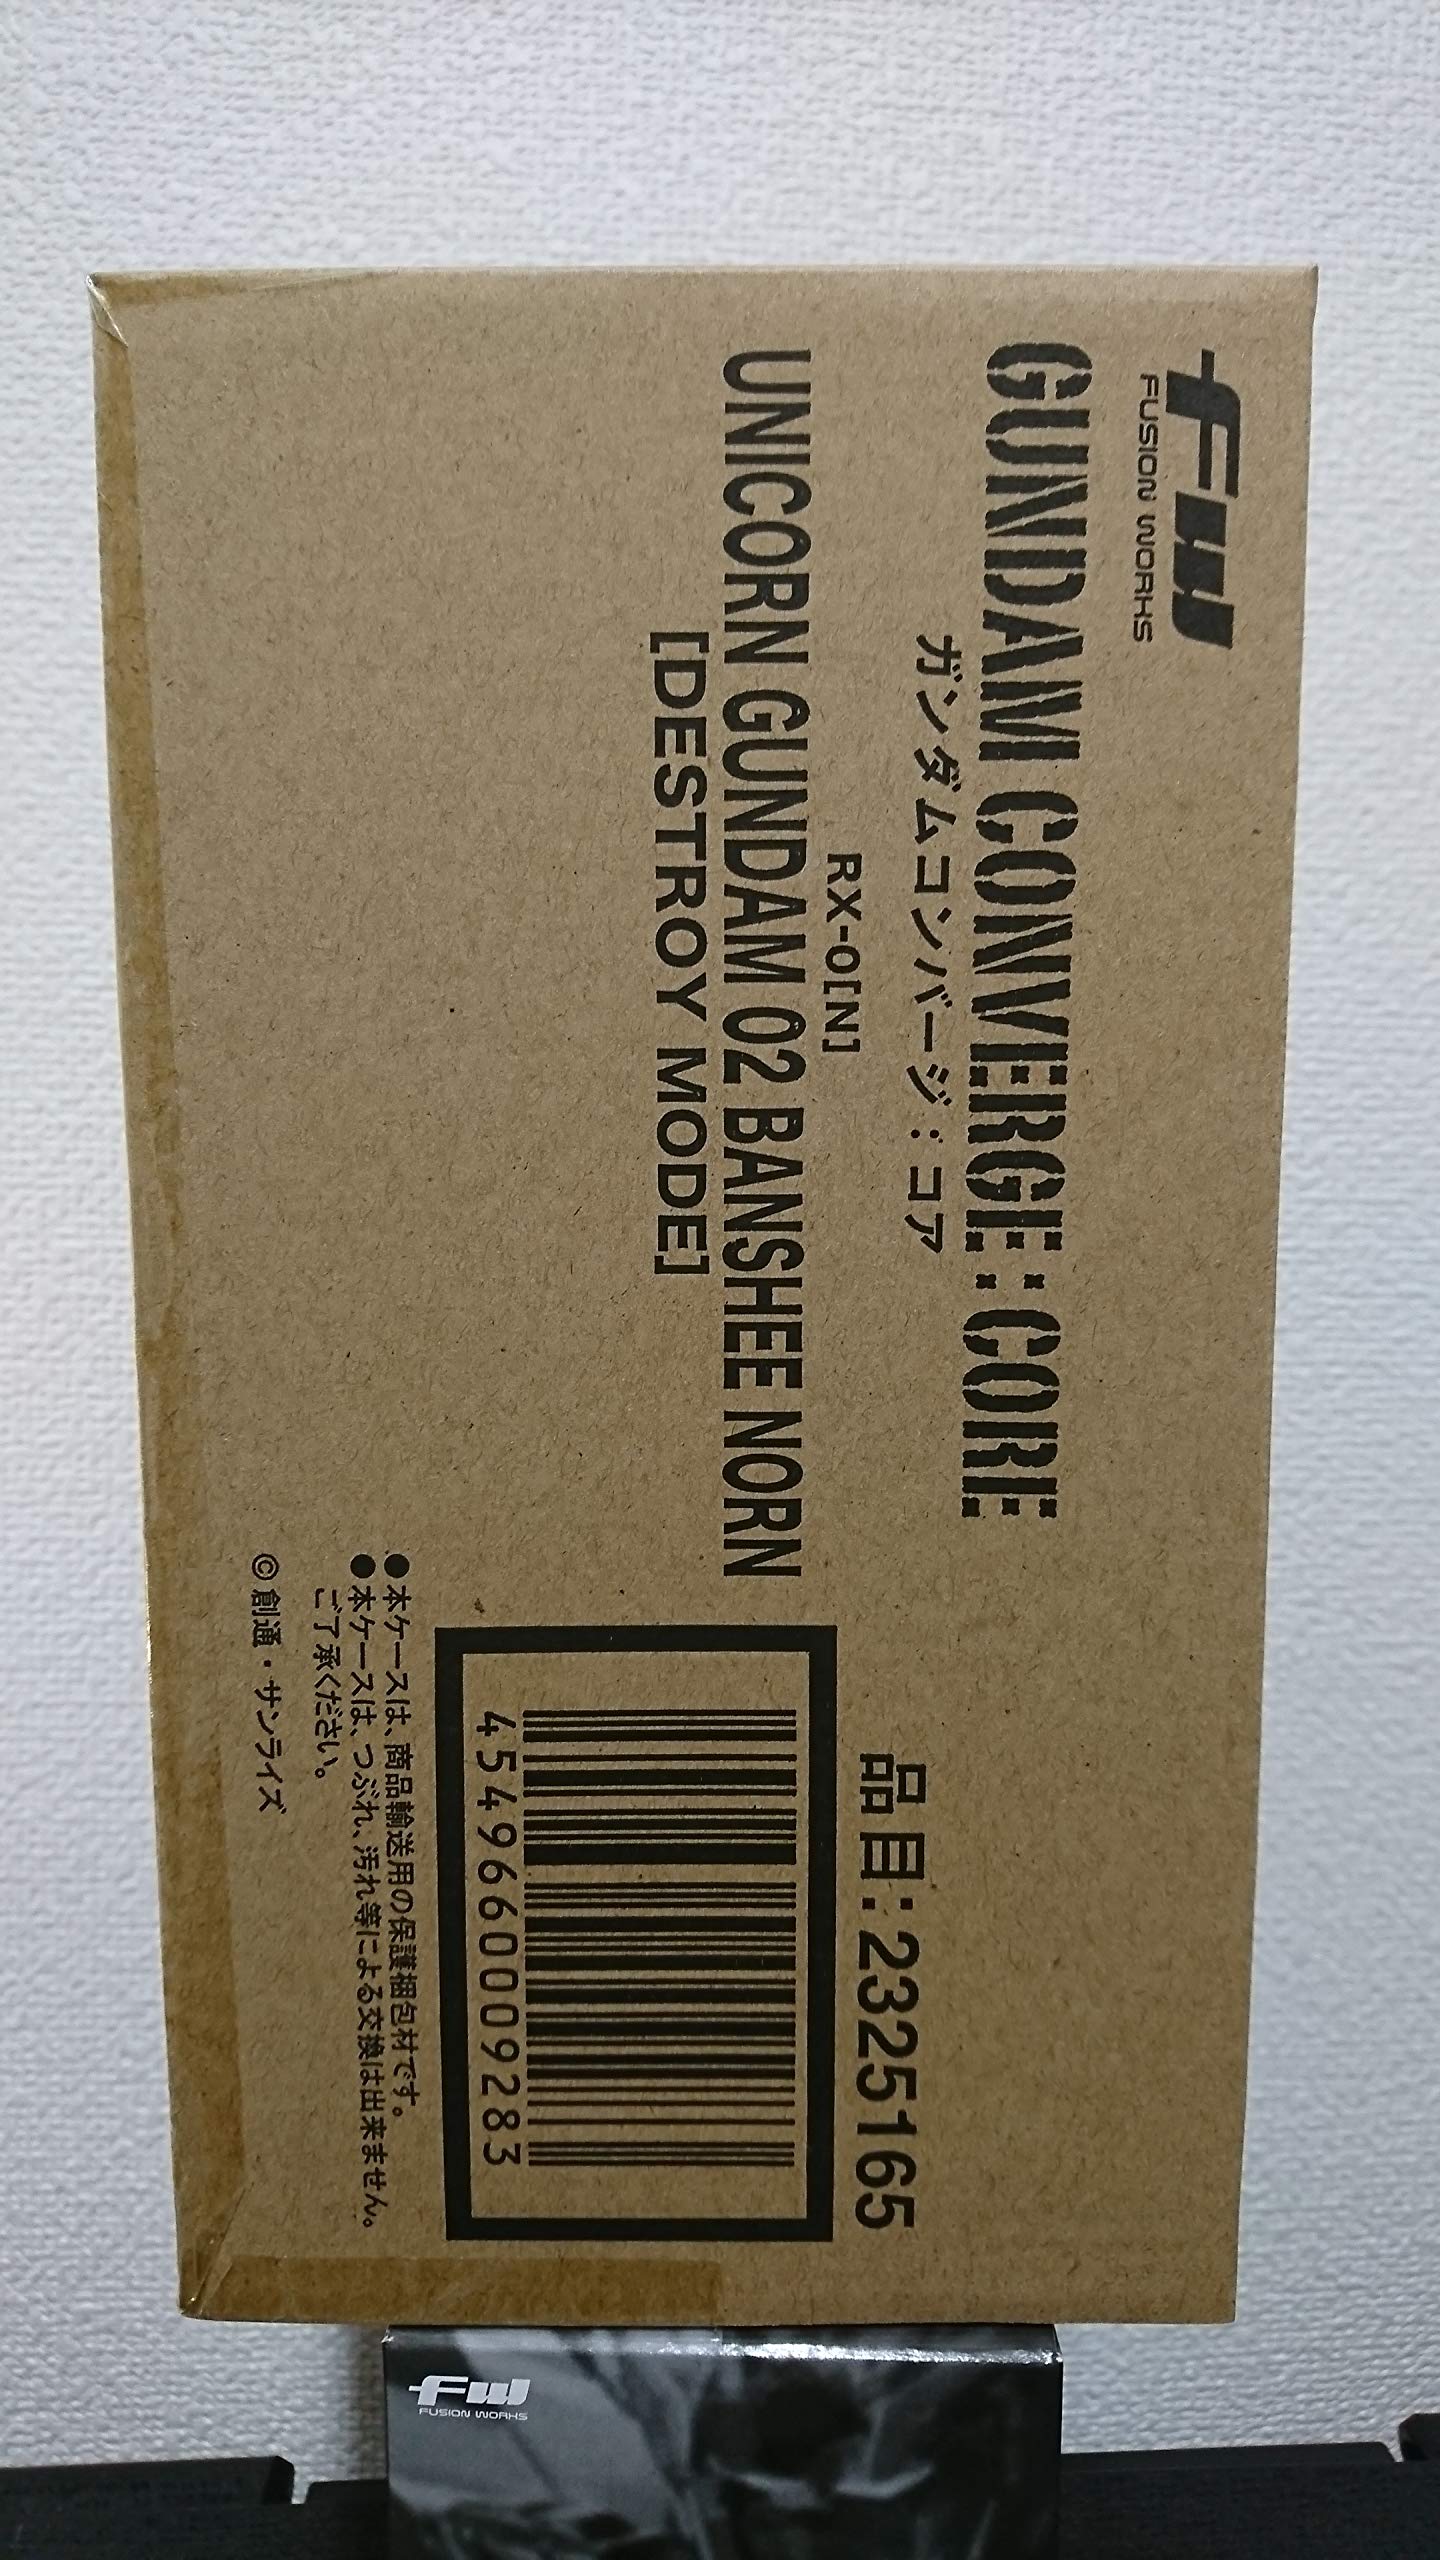 FW
FUSION WORKS
GUNDAM CONVERGE : CORE
ガンダムコンバージ：コア
RX-0[N]
UNICORN GUNDAM 02 BANSHEE NORN
[DESTROY MODE]
品目：2325165
4549660009283
●本ケースは、商品輸送用の保護梱包材です。
●本ケースは、つぶれ、汚れ等による交換は出来ません。
ご了承ください。
©創通・サンライズ
FW
FUSION WORKS